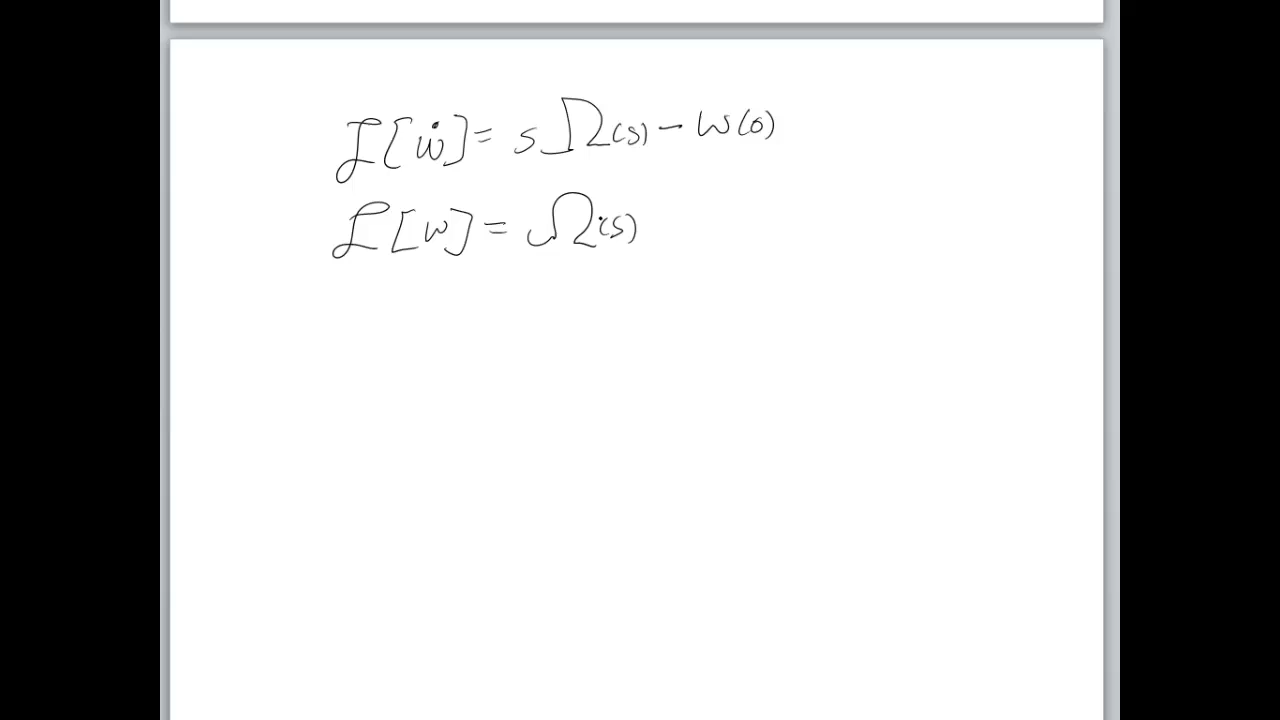 ℒ[ẇ] = sΩ(s) − w(0)
ℒ[w] = Ω(s)